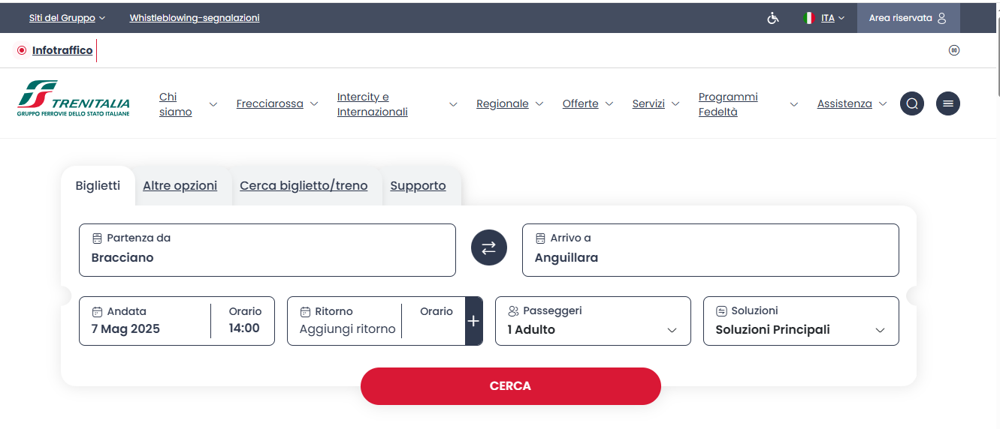 Siti del Gruppo
Whistleblowing-segnalazioni
ITA
Area riservata
Infotraffico
TRENITALIA
GRUPPO FERROVIE DELLO STATO ITALIANE
Chi
siamo
Frecciarossa
Intercity e
Internazionali
Regionale
Offerte
Servizi
Programmi
Fedeltà
Assistenza
Biglietti
Altre opzioni
Cerca biglietto/treno
Supporto
Partenza da
Bracciano
Arrivo a
Anguillara
Andata
7 Mag 2025
Orario
14:00
Ritorno
Aggiungi ritorno
Orario
+
Passeggeri
1 Adulto
Soluzioni
Soluzioni Principali
CERCA